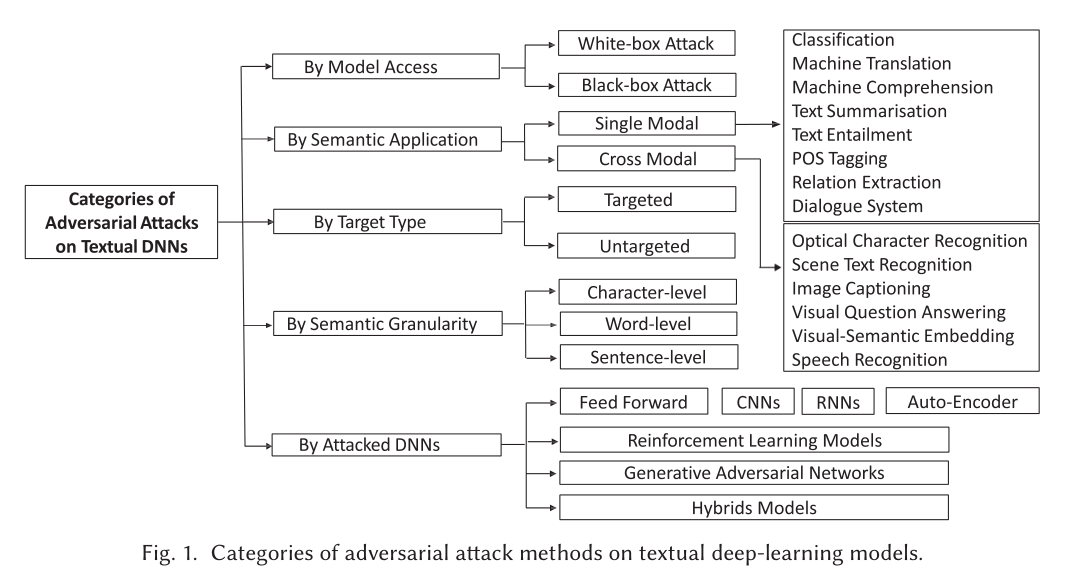 Categories of
Adversarial Attacks
on Textual DNNs
By Model Access
White-box Attack
Black-box Attack
By Semantic Application
Single Modal
Cross Modal
Classification
Machine Translation
Machine Comprehension
Text Summarisation
Text Entailment
POS Tagging
Relation Extraction
Dialogue System
Optical Character Recognition
Scene Text Recognition
Image Captioning
Visual Question Answering
Visual-Semantic Embedding
Speech Recognition
By Target Type
Targeted
Untargeted
By Semantic Granularity
Character-level
Word-level
Sentence-level
By Attacked DNNs
Feed Forward
CNNs
RNNs
Auto-Encoder
Reinforcement Learning Models
Generative Adversarial Networks
Hybrids Models
Fig. 1. Categories of adversarial attack methods on textual deep-learning models.